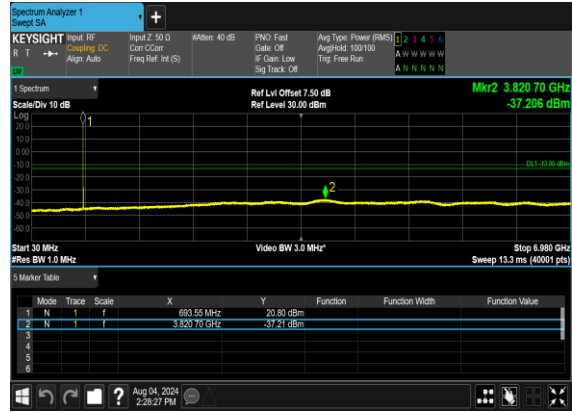 Spectrum Analyzer 1
Swept SA
+
KEYSIGHT Input: RF Input Z: 50 Ω #Atten: 40 dB PNO: Fast Avg Type: Power (RMS) 1 2 3 4 5 6
R T Coupling: DC Corr CCorr Gate: Off Avg|Hold: 100/100 A W W W W W
Align: Auto Freq Ref: Int (S) IF Gain: Low Trig: Free Run
Sig Track: Off A N N N N N
1 Spectrum Ref Lvl Offset 7.50 dB Mkr2 3.820 70 GHz
Scale/Div 10 dB Ref Level 30.00 dBm -37.206 dBm
Log
20.0
10.0
0.00
-10.0
-20.0
-30.0
-40.0
-50.0
-60.0
1
2
DL1 -13.00 dBm
Start 30 MHz Video BW 3.0 MHz* Stop 6.980 GHz
#Res BW 1.0 MHz Sweep 13.3 ms (40001 pts)
5 Marker Table
Mode Trace Scale X Y Function Function Width Function Value
1 N 1 f 693.55 MHz 20.80 dBm
2 N 1 f 3.820 70 GHz -37.21 dBm
3
4
5
6
? Aug 04, 2024
2:28:27 PM